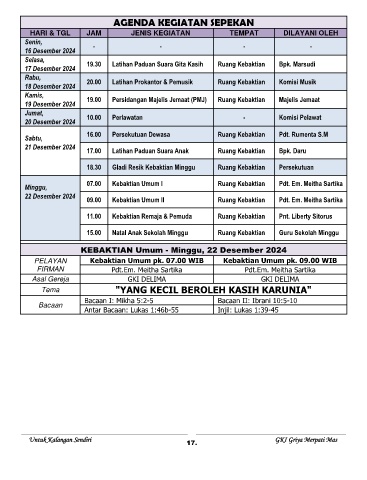 AGENDA KEGIATAN SEPEKAN
HARI & TGL JAM JENIS KEGIATAN TEMPAT DILAYANI OLEH
Senin,
16 Desember 2024 - - - -
Selasa,
17 Desember 2024 19.30 Latihan Paduan Suara Gita Kasih Ruang Kebaktian Bpk. Marsudi
Rabu,
18 Desember 2024 20.00 Latihan Prokantor & Pemusik Ruang Kebaktian Komisi Musik
Kamis,
19 Desember 2024 19.00 Persidangan Majelis Jemaat (PMJ) Ruang Kebaktian Majelis Jemaat
Jumat,
20 Desember 2024 10.00 Perlawatan - Komisi Pelawat
Sabtu,
21 Desember 2024 16.00 Persekutuan Dewasa Ruang Kebaktian Pdt. Rumenta S.M
17.00 Latihan Paduan Suara Anak Ruang Kebaktian Bpk. Daru
18.30 Gladi Resik Kebaktian Minggu Ruang Kebaktian Persekutuan
Minggu,
22 Desember 2024 07.00 Kebaktian Umum I Ruang Kebaktian Pdt. Em. Meitha Sartika
09.00 Kebaktian Umum II Ruang Kebaktian Pdt. Em. Meitha Sartika
11.00 Kebaktian Remaja & Pemuda Ruang Kebaktian Pnt. Liberty Sitorus
15.00 Natal Anak Sekolah Minggu Ruang Kebaktian Guru Sekolah Minggu
KEBAKTIAN Umum - Minggu, 22 Desember 2024
PELAYAN FIRMAN Kebaktian Umum pk. 07.00 WIB Kebaktian Umum pk. 09.00 WIB
Pdt.Em. Meitha Sartika Pdt.Em. Meitha Sartika
Asal Gereja GKI DELIMA GKI DELIMA
Tema "YANG KECIL BEROLEH KASIH KARUNIA"
Bacaan Bacaan I: Mikha 5:2-5 Bacaan II: Ibrani 10:5-10
Antar Bacaan: Lukas 1:46b-55 Injil: Lukas 1:39-45
Untuk Kalangan Sendiri 17. GKI Griya Merpati Mas